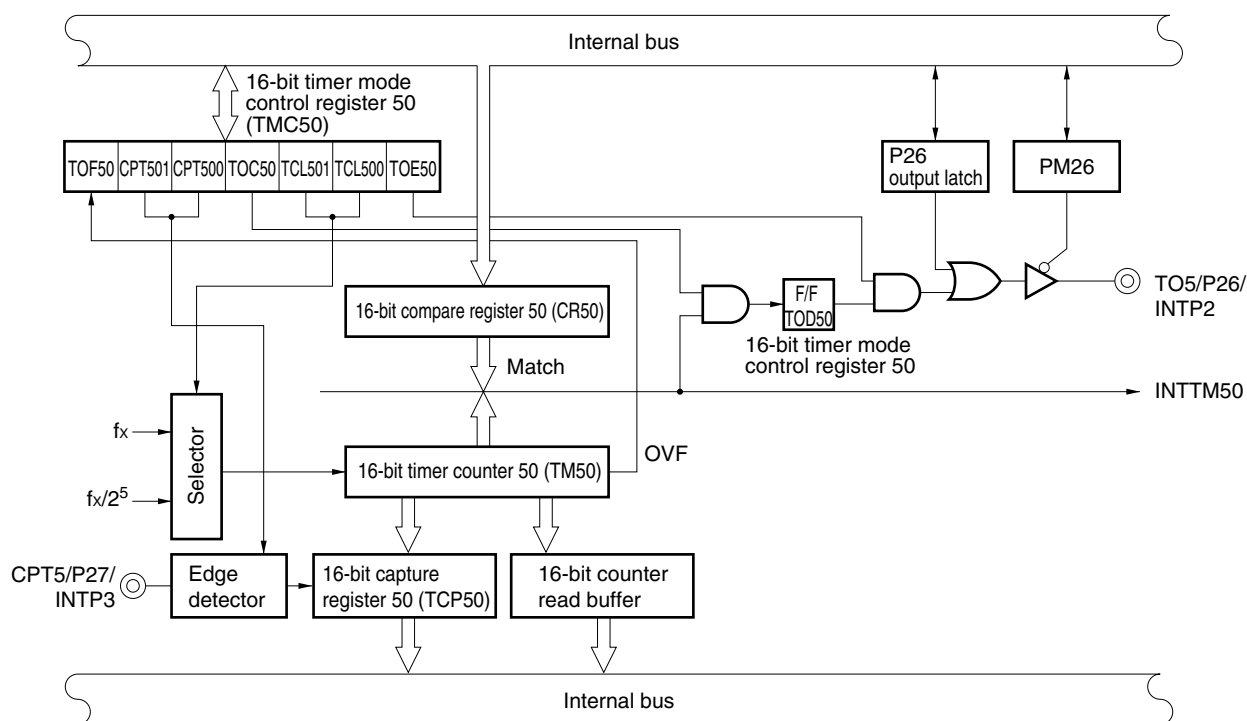 Internal bus
16-bit timer mode
control register 50
(TMC50)
TOF50 CPT501 CPT500 TOC50 TCL501 TCL500 TOE50
P26
output latch
PM26
16-bit compare register 50 (CR50)
F/F
TOD50
TO5/P26/
INTP2
16-bit timer mode
control register 50
Match
INTTM50
fX
Selector
fX/2⁵
OVF
16-bit timer counter 50 (TM50)
CPT5/P27/
INTP3
Edge
detector
16-bit capture
register 50 (TCP50)
16-bit counter
read buffer
Internal bus